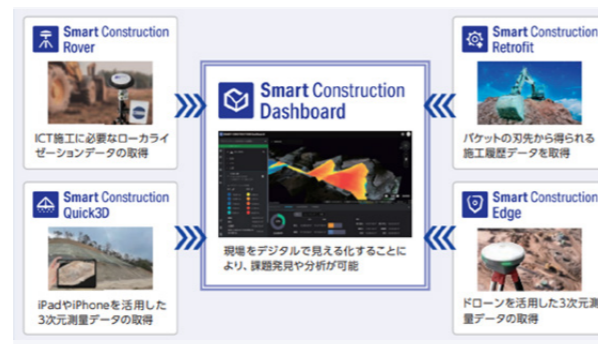 Smart Construction
Rover
ICT施工に必要なローカライ
ゼーションデータの取得
Smart Construction
Quick3D
iPadやiPhoneを活用した
3次元測量データの取得
Smart Construction
Dashboard
現場をデジタルで見える化することに
より、課題発見や分析が可能
Smart Construction
Retrofit
バケットの刃先から得られる
施工履歴データを取得
Smart Construction
Edge
ドローンを活用した3次元測
量データの取得